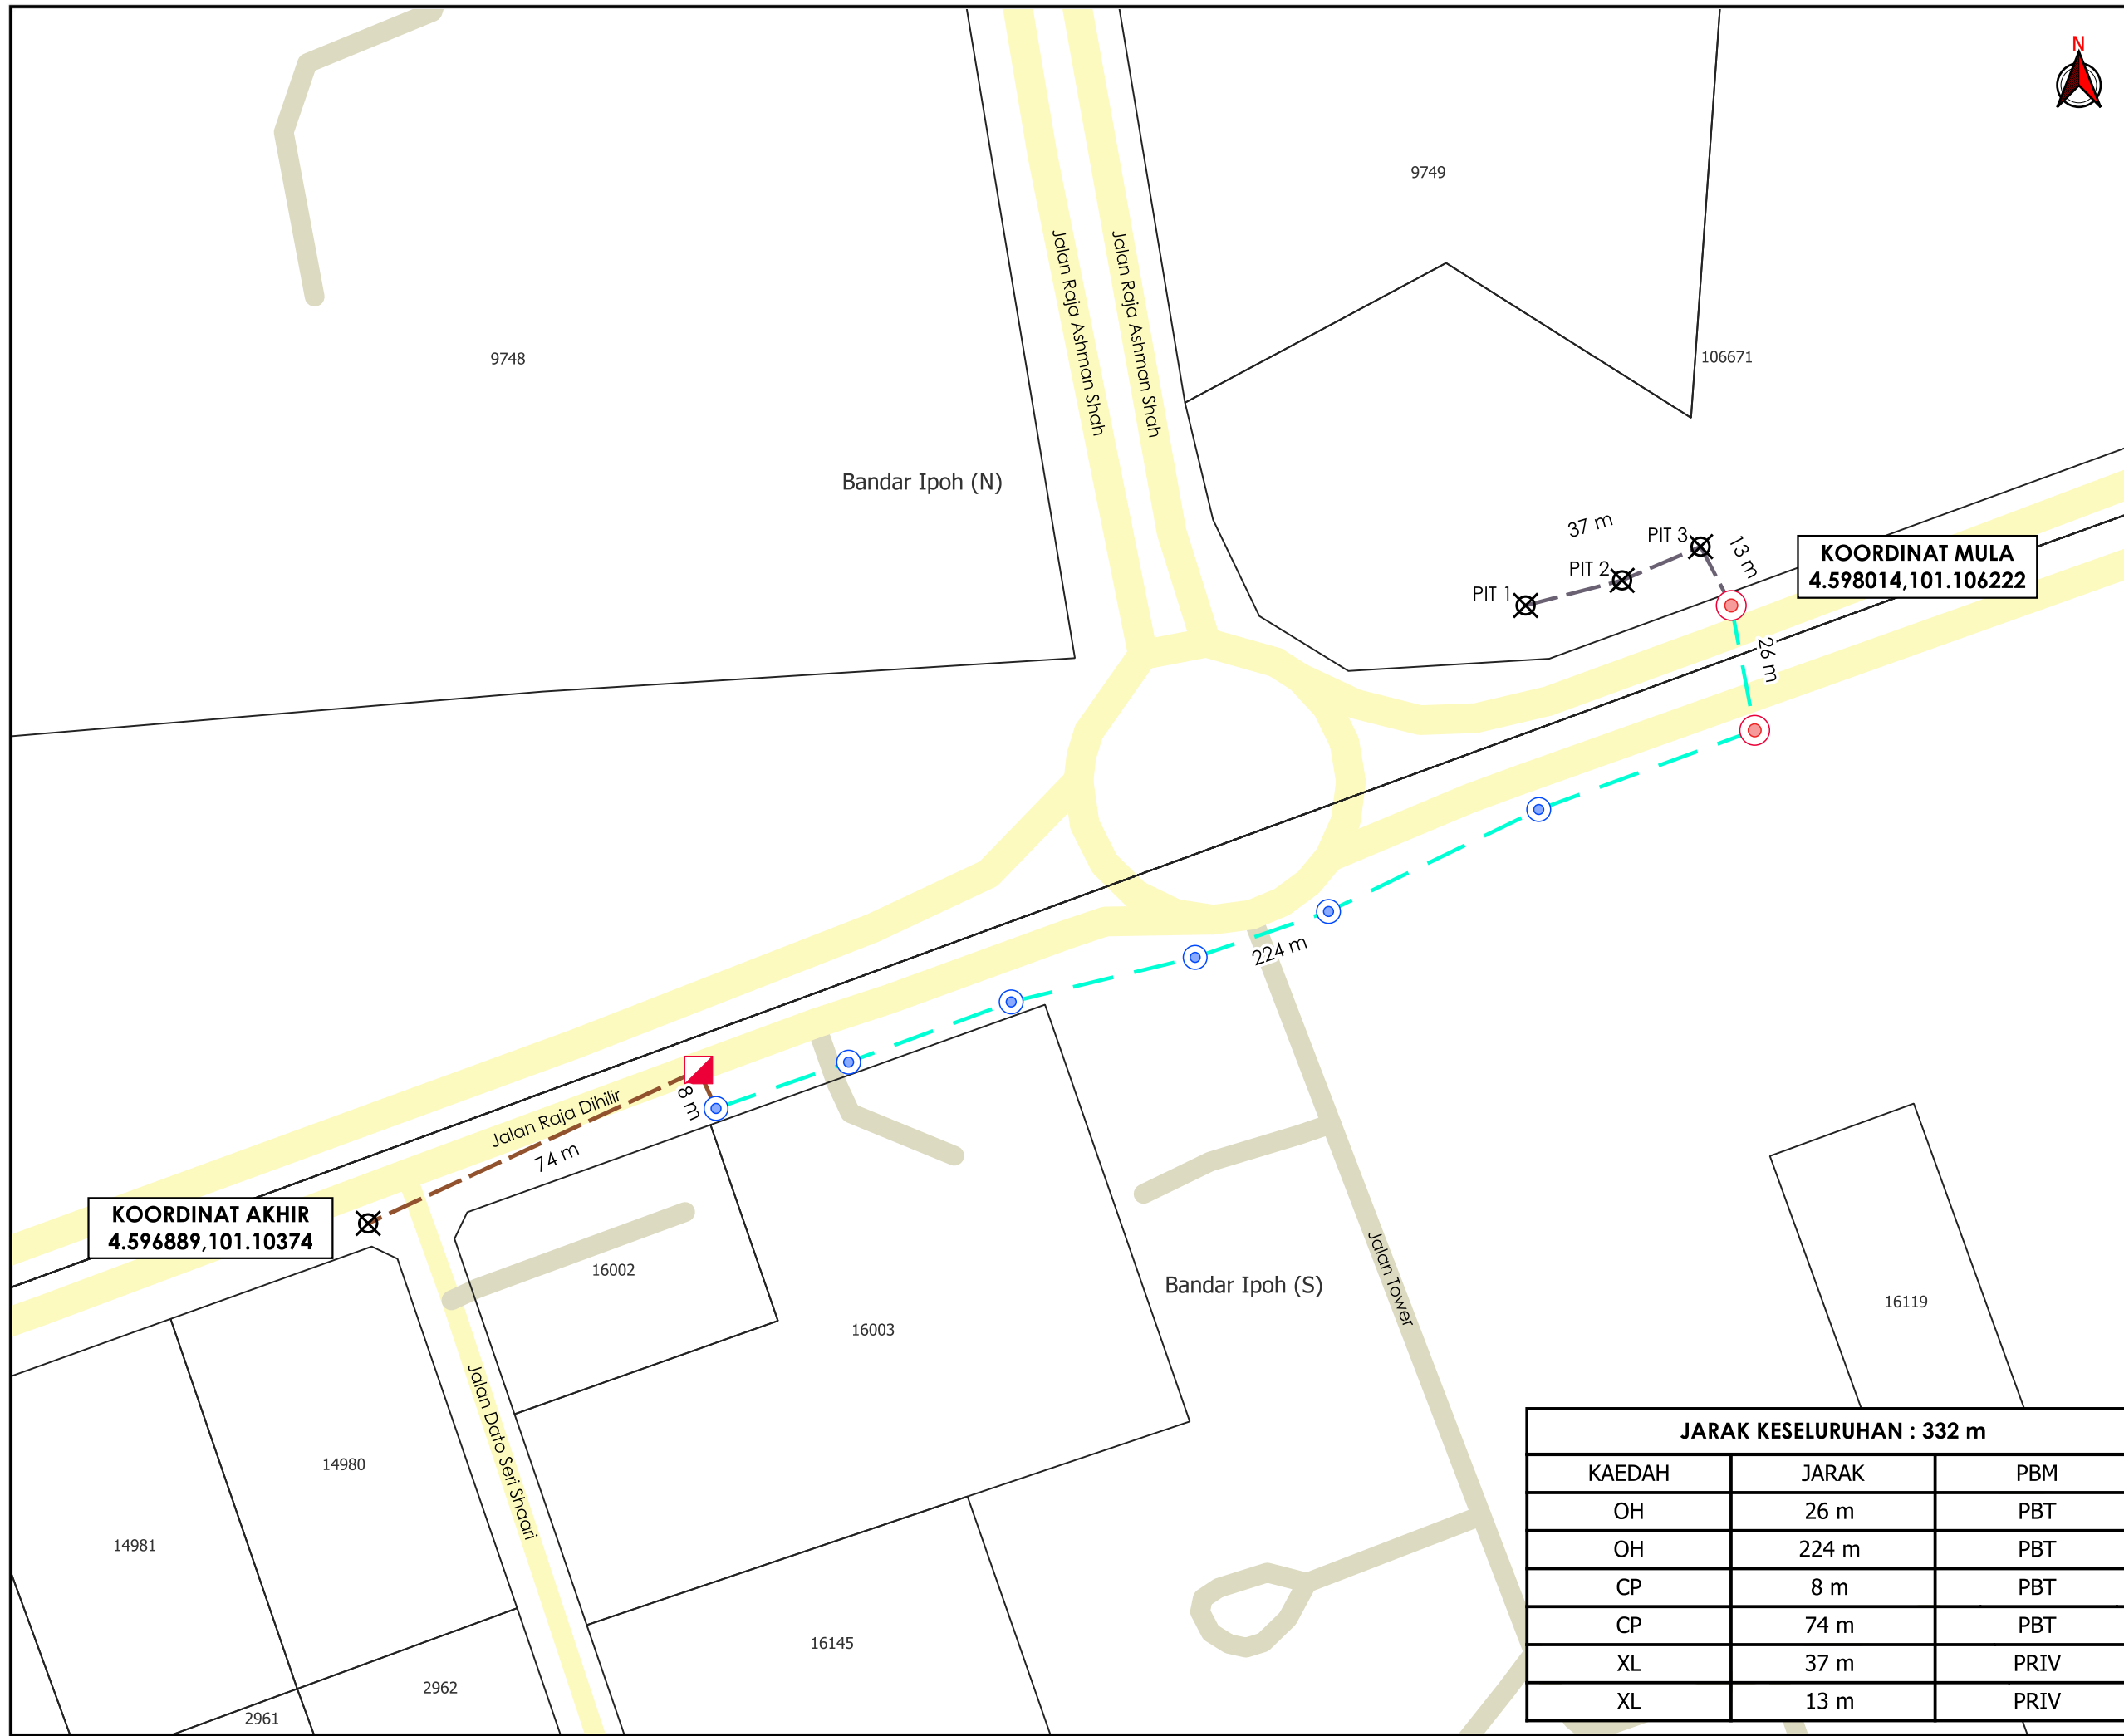 N
9749
Jalan Raja Ashman Shah
Jalan Raja Ashman Shah
9748
106671
Bandar Ipoh (N)
37 m
PIT 3
13 m
PIT 2
PIT 1
KOORDINAT MULA
4.598014,101.106222
26 m
224 m
8 m
Jalan Raja Dihilir
74 m
KOORDINAT AKHIR
4.596889,101.10374
16002
Bandar Ipoh (S)
Jalan Tower
16119
16003
Jalan Dato Seri Shaari
14980
14981
16145
2962
2961
JARAK KESELURUHAN : 332 m
KAEDAH JARAK PBM
OH 26 m PBT
OH 224 m PBT
CP 8 m PBT
CP 74 m PBT
XL 37 m PRIV
XL 13 m PRIV